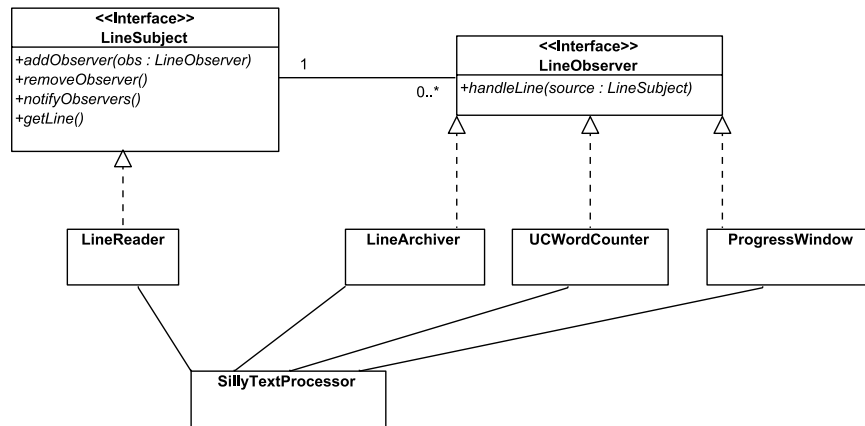 <<Interface>>
LineSubject
+addObserver(obs : LineObserver)
+removeObserver()
+notifyObservers()
+getLine()
1
0..*
<<Interface>>
LineObserver
+handleLine(source : LineSubject)
LineReader
LineArchiver
UCWordCounter
ProgressWindow
SillyTextProcessor